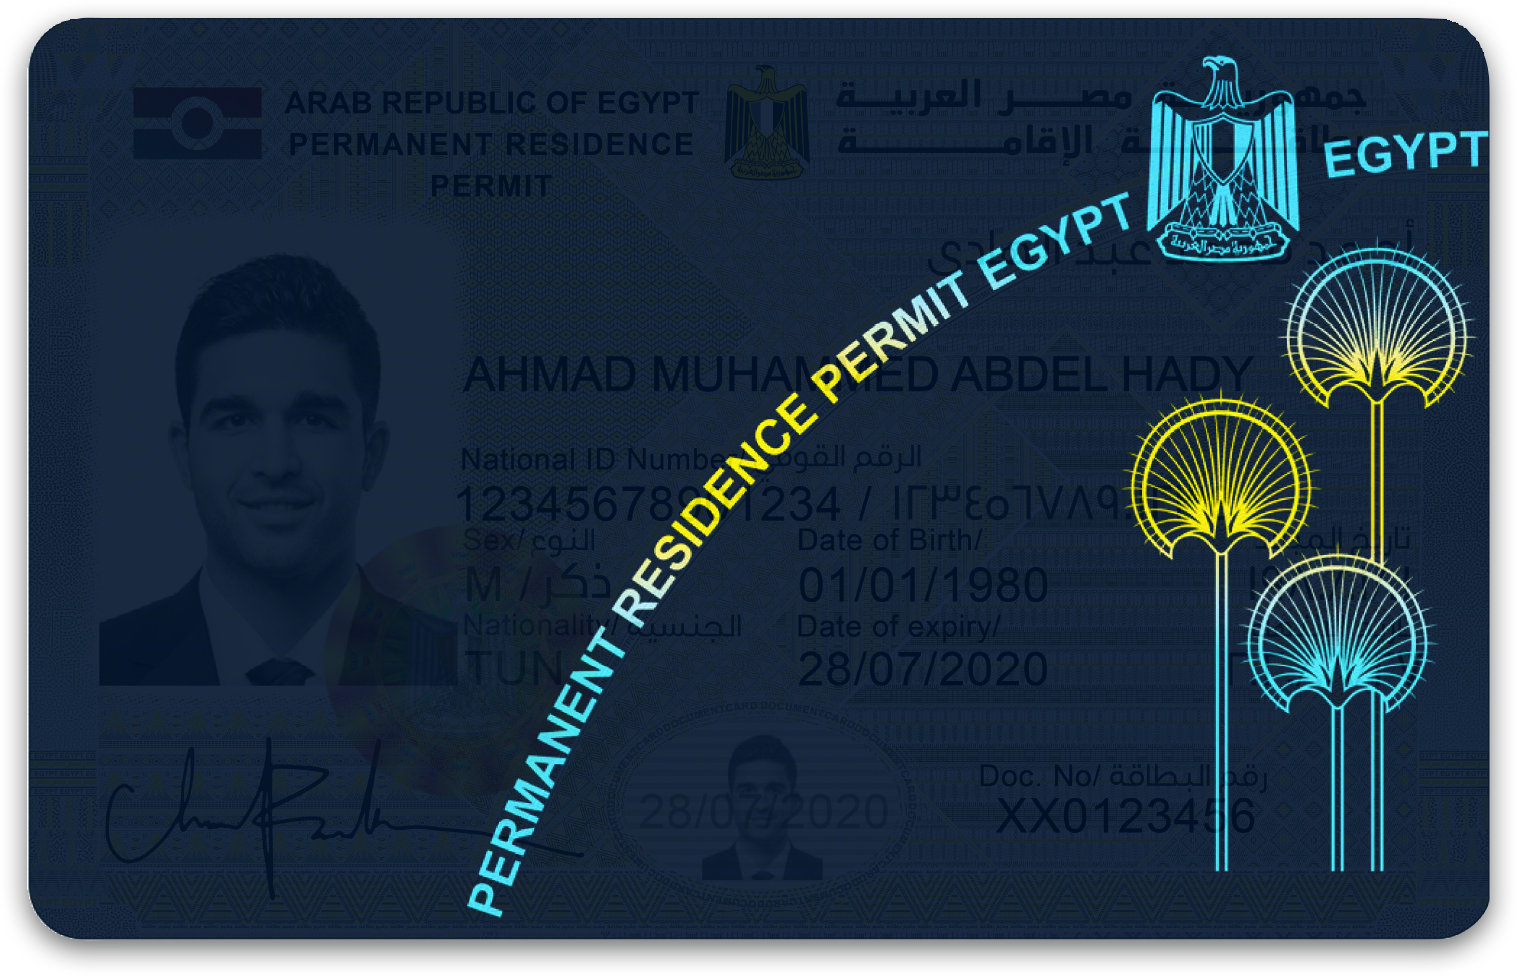 ARAB REPUBLIC OF EGYPT
PERMANENT RESIDENCE
PERMIT
العربية
الإقامة
جمهورية مصر العربية
EGYPT
PERMANENT RESIDENCE PERMIT EGYPT
AHMAD MUHAMMED ABDEL HADY
National ID Number الرقم القومي
1234 / ١٢٣٤٥٦٧٨٩
Sex/ النوع
M / ذكر
Date of Birth/
01/01/1980
Nationality/ الجنسية
TUN
Date of expiry/
28/07/2020
28/07/2020
Doc. No/ رقم البطاقة
XX0123456